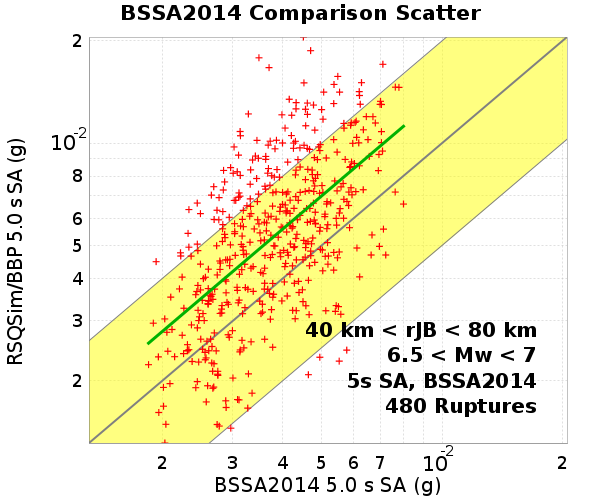 BSSA2014 Comparison Scatter
RSQSim/BBP 5.0 s SA (g)
2
10-2
8
6
5
4
3
2
40 km < rJB < 80 km
6.5 < Mw < 7
5s SA, BSSA2014
480 Ruptures
2 3 4 5 6 7 10-2 2
BSSA2014 5.0 s SA (g)